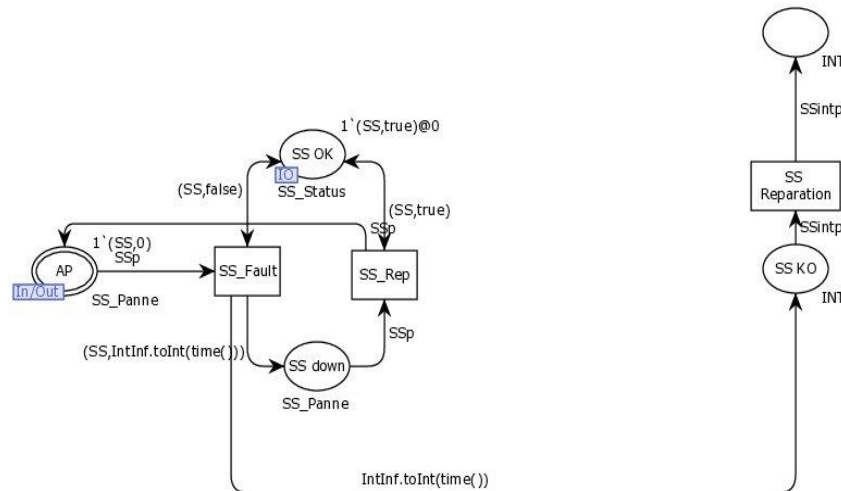 INT
SSintp
1`(SS,true)@0
SS OK
IO
SS_Status
(SS,false)
(SS,true)
SS
Reparation
SSp
SSintp
1`(SS,0)
SSp
AP
In/Out
SS_Panne
SS_Fault
SS_Rep
SS KO
INT
SSp
(SS,IntInf.toInt(time()))
SS down
SS_Panne
IntInf.toInt(time())